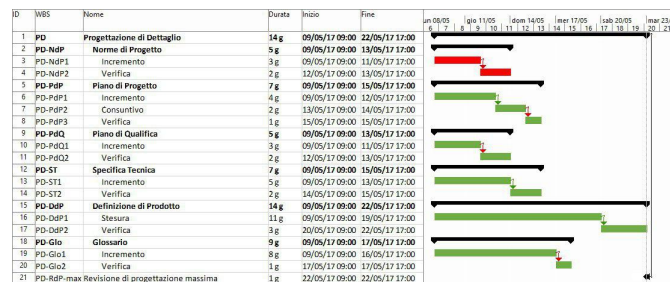 ID WBS Nome Durata Inizio Fine
un 08/05 gio 11/05 dom 14/05 mer 17/05 sab 20/05 mar 23/
6 7 8 9 10 11 12 13 14 15 16 17 18 19 20 21
1 PD Progettazione di Dettaglio 14 g 09/05/17 09:00 22/05/17 17:00
2 PD-NdP Norme di Progetto 5 g 09/05/17 09:00 13/05/17 17:00
3 PD-NdP1 Incremento 3 g 09/05/17 09:00 11/05/17 17:00
4 PD-NdP2 Verifica 2 g 12/05/17 09:00 13/05/17 17:00
5 PD-PdP Piano di Progetto 7 g 09/05/17 09:00 15/05/17 17:00
6 PD-PdP1 Incremento 4 g 09/05/17 09:00 12/05/17 17:00
7 PD-PdP2 Consuntivo 2 g 13/05/17 09:00 14/05/17 17:00
8 PD-PdP3 Verifica 1 g 15/05/17 09:00 15/05/17 17:00
9 PD-PdQ Piano di Qualifica 5 g 09/05/17 09:00 13/05/17 17:00
10 PD-PdQ1 Incremento 3 g 09/05/17 09:00 11/05/17 17:00
11 PD-PdQ2 Verifica 2 g 12/05/17 09:00 13/05/17 17:00
12 PD-ST Specifica Tecnica 7 g 09/05/17 09:00 15/05/17 17:00
13 PD-ST1 Incremento 5 g 09/05/17 09:00 13/05/17 17:00
14 PD-ST2 Verifica 2 g 14/05/17 09:00 15/05/17 17:00
15 PD-DdP Definizione di Prodotto 14 g 09/05/17 09:00 22/05/17 17:00
16 PD-DdP1 Stesura 11 g 09/05/17 09:00 19/05/17 17:00
17 PD-DdP2 Verifica 3 g 20/05/17 09:00 22/05/17 17:00
18 PD-Glo Glossario 9 g 09/05/17 09:00 17/05/17 17:00
19 PD-Glo1 Incremento 8 g 09/05/17 09:00 16/05/17 17:00
20 PD-Glo2 Verifica 1 g 17/05/17 09:00 17/05/17 17:00
21 PD-RdP-max Revisione di progettazione massima 1 g 22/05/17 09:00 22/05/17 17:00